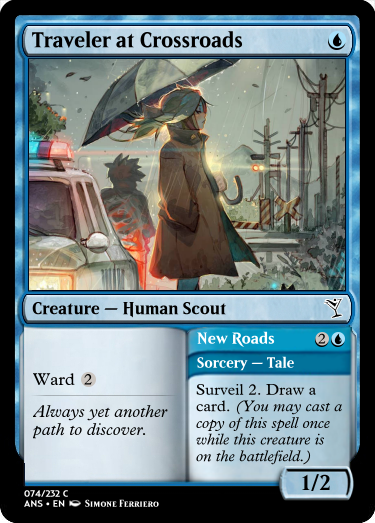 Traveler at Crossroads
Creature — Human Scout
Ward 2
Always yet another
path to discover.
New Roads 2
Sorcery — Tale
Surveil 2. Draw a
card. (You may cast a
copy of this spell once
while this creature is
on the battlefield.)
1/2
074/232 C
ANS • EN SIMONE FERRIERO